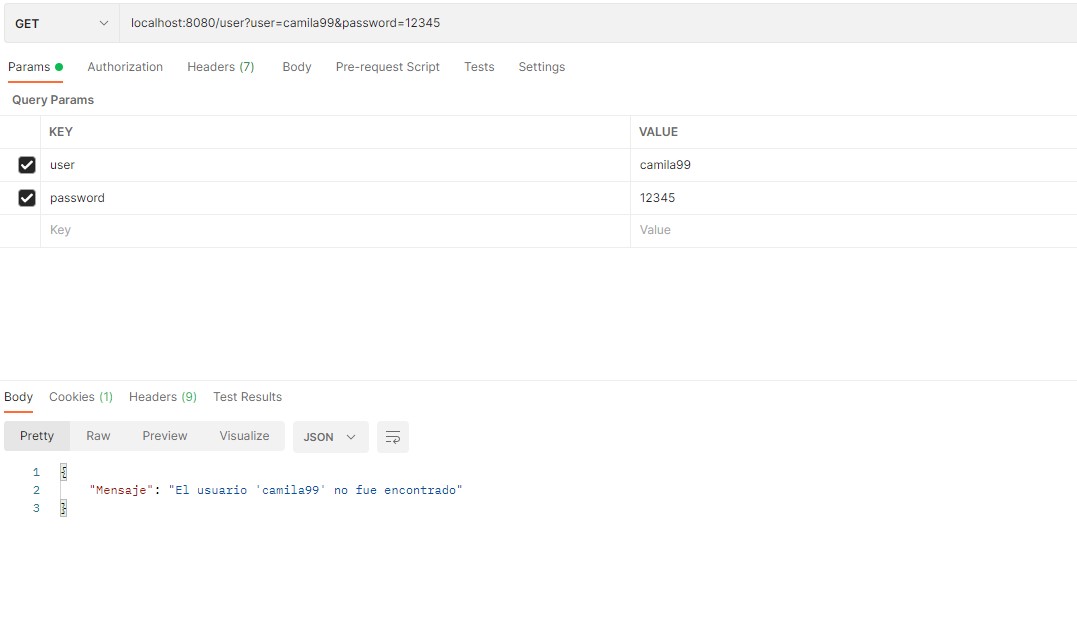 GET localhost:8080/user?user=camila99&password=12345
Params Authorization Headers (7) Body Pre-request Script Tests Settings
Query Params
KEY VALUE
user camila99
password 12345
Key Value
Body Cookies (1) Headers (9) Test Results
Pretty Raw Preview Visualize JSON
1 {
2 "Mensaje": "El usuario 'camila99' no fue encontrado"
3 }